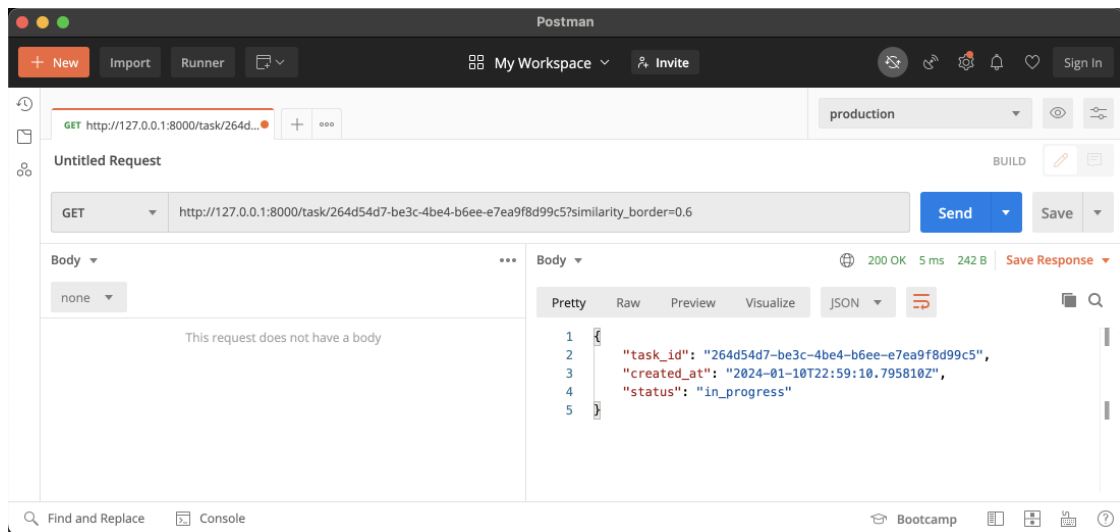 Postman
+ New Import Runner My Workspace Invite Sign In
GET http://127.0.0.1:8000/task/264d... + ooo production
Untitled Request BUILD
GET http://127.0.0.1:8000/task/264d54d7-be3c-4be4-b6ee-e7ea9f8d99c5?similarity_border=0.6 Send Save
Body ••• Body 200 OK 5 ms 242 B Save Response
none Pretty Raw Preview Visualize JSON
This request does not have a body
1 {
2 "task_id": "264d54d7-be3c-4be4-b6ee-e7ea9f8d99c5",
3 "created_at": "2024-01-10T22:59:10.795810Z",
4 "status": "in_progress"
5 }
Find and Replace Console Bootcamp